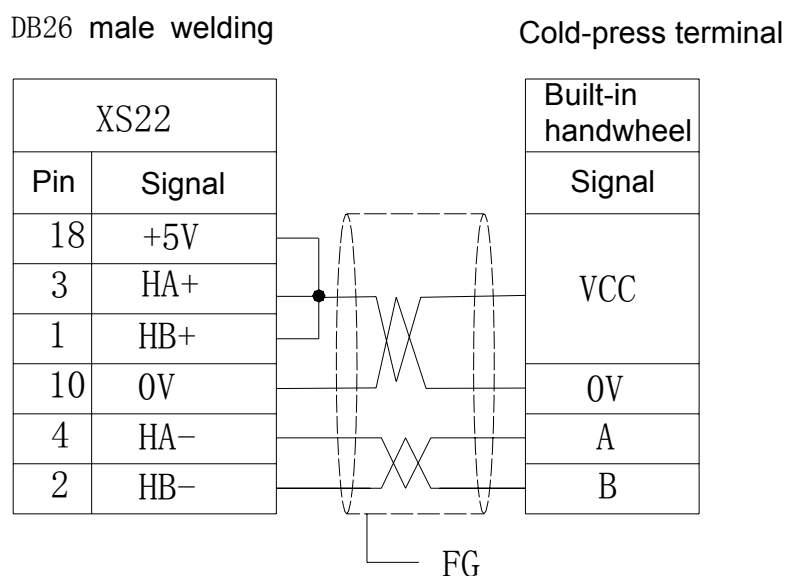 DB26 male welding
Cold-press terminal
XS22
Pin Signal
18 +5V
3 HA+
1 HB+
10 0V
4 HA-
2 HB-
Built-in
handwheel
Signal
VCC
0V
A
B
FG